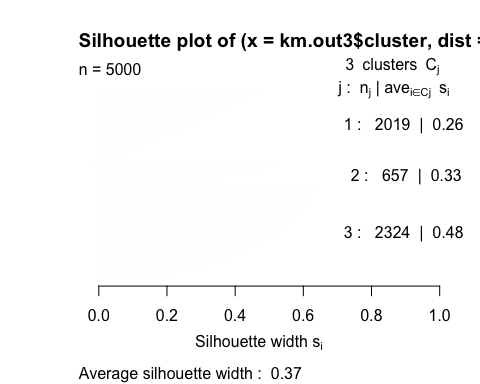 Silhouette plot of (x = km.out3$cluster, dist =
n = 5000
3 clusters Cj
j : nj | avei∈Cj si
1 : 2019 | 0.26
2 : 657 | 0.33
3 : 2324 | 0.48
0.0 0.2 0.4 0.6 0.8 1.0
Silhouette width si
Average silhouette width : 0.37